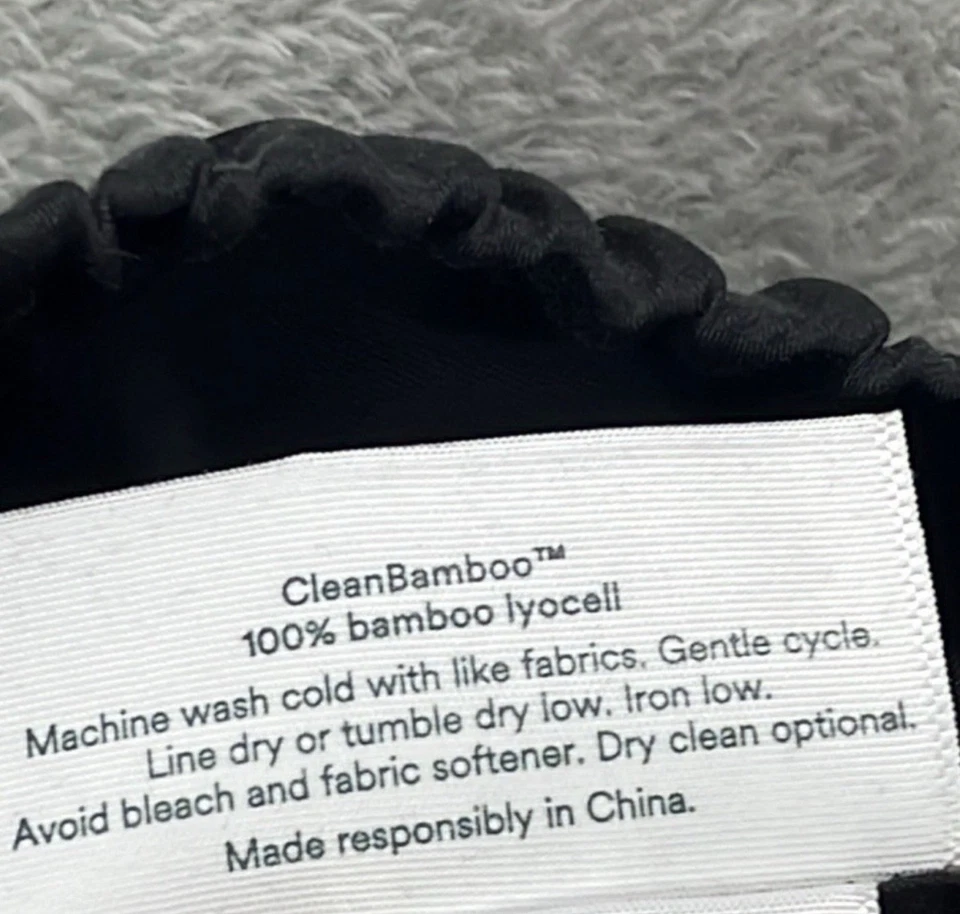 CleanBamboo™
100% bamboo lyocell
Machine wash cold with like fabrics. Gentle cycle.
Line dry or tumble dry low. Iron low.
Avoid bleach and fabric softener. Dry clean optional.
Made responsibly in China.